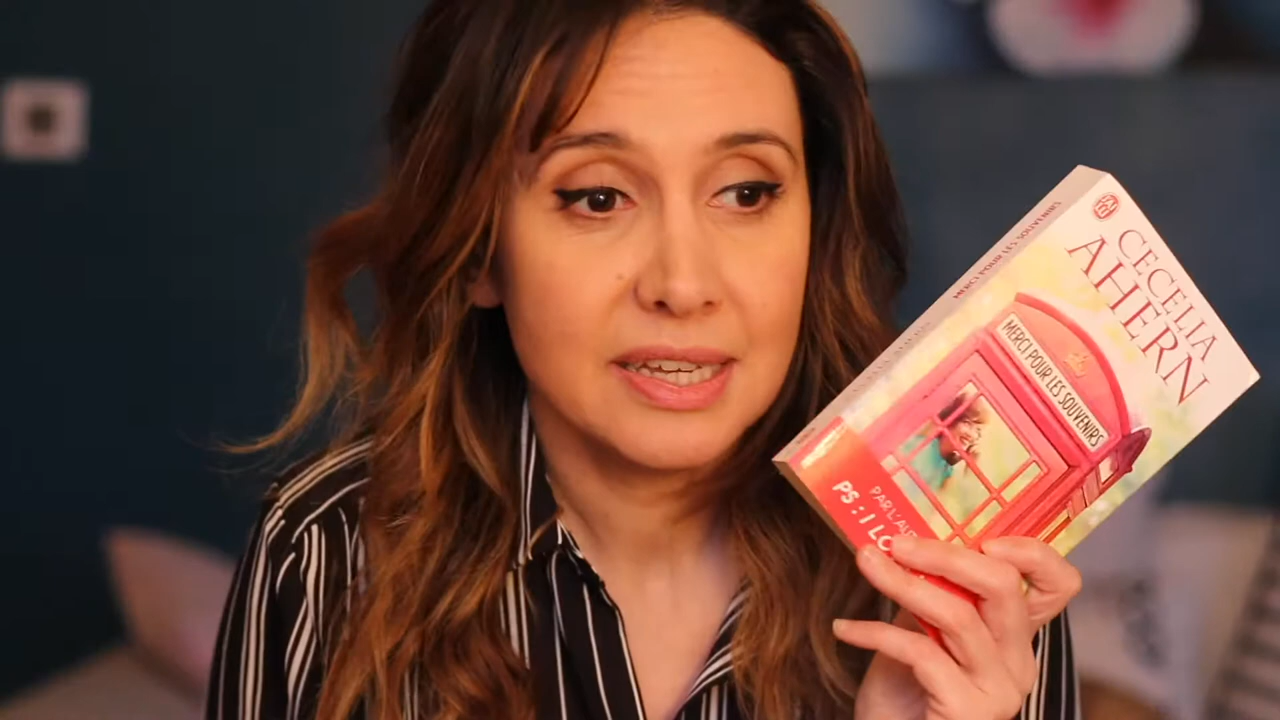 CECELIA
AHERN
MERCI POUR LES SOUVENIRS
MERCI POUR LES SOUVENIRS
PAR L'AU
PS : I LO